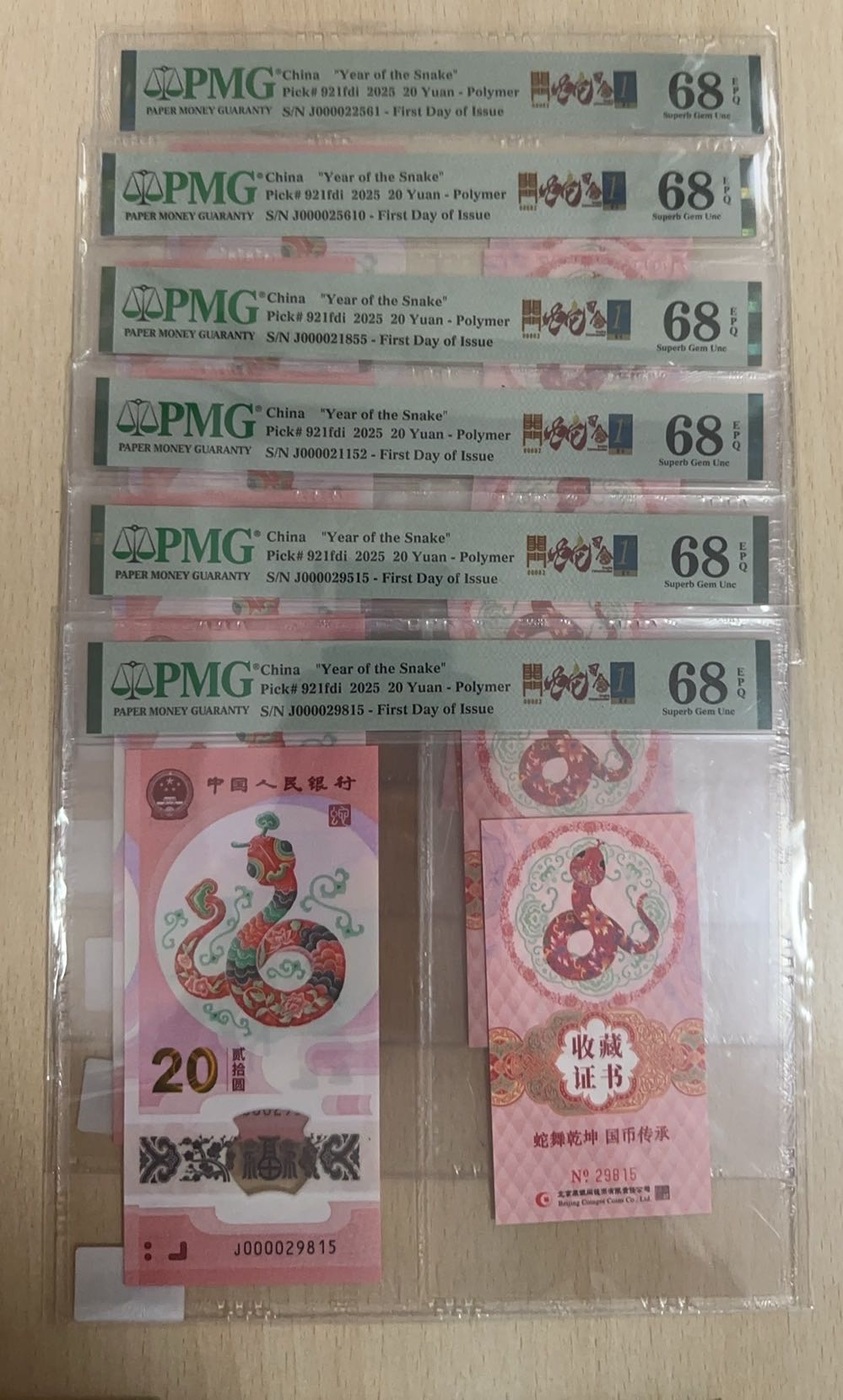 PMG® China "Year of the Snake"
Pick# 921fdi 2025 20 Yuan - Polymer
PAPER MONEY GUARANTY S/N J000022561 - First Day of Issue
1
68 EPQ
Superb Gem Unc
PMG® China "Year of the Snake"
Pick# 921fdi 2025 20 Yuan - Polymer
PAPER MONEY GUARANTY S/N J000025610 - First Day of Issue
1
68 EPQ
Superb Gem Unc
PMG® China "Year of the Snake"
Pick# 921fdi 2025 20 Yuan - Polymer
PAPER MONEY GUARANTY S/N J000021855 - First Day of Issue
1
68 EPQ
Superb Gem Unc
PMG® China "Year of the Snake"
Pick# 921fdi 2025 20 Yuan - Polymer
PAPER MONEY GUARANTY S/N J000021152 - First Day of Issue
1
68 EPQ
Superb Gem Unc
PMG® China "Year of the Snake"
Pick# 921fdi 2025 20 Yuan - Polymer
PAPER MONEY GUARANTY S/N J000029515 - First Day of Issue
1
68 EPQ
Superb Gem Unc
PMG® China "Year of the Snake"
Pick# 921fdi 2025 20 Yuan - Polymer
PAPER MONEY GUARANTY S/N J000029815 - First Day of Issue
1
68 EPQ
Superb Gem Unc
中国人民银行
蛇
20 贰拾圆
福
J000029815
收藏
证书
蛇舞乾坤 国币传承
Nº 29815